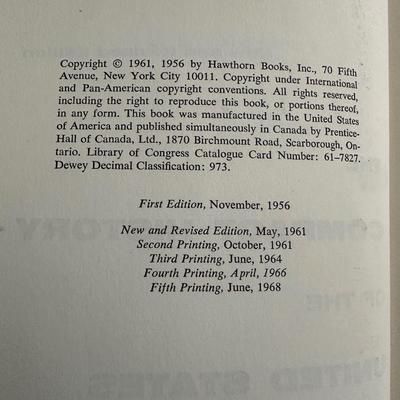 Copyright © 1961, 1956 by Hawthorn Books, Inc., 70 Fifth
Avenue, New York City 10011. Copyright under International
and Pan-American copyright conventions. All rights reserved,
including the right to reproduce this book, or portions thereof,
in any form. This book was manufactured in the United States
of America and published simultaneously in Canada by Prentice-
Hall of Canada, Ltd., 1870 Birchmount Road, Scarborough, On-
tario. Library of Congress Catalogue Card Number: 61-7827.
Dewey Decimal Classification: 973.
First Edition, November, 1956
New and Revised Edition, May, 1961
Second Printing, October, 1961
Third Printing, June, 1964
Fourth Printing, April, 1966
Fifth Printing, June, 1968
HISTORY
OF THE
UNITED STATES